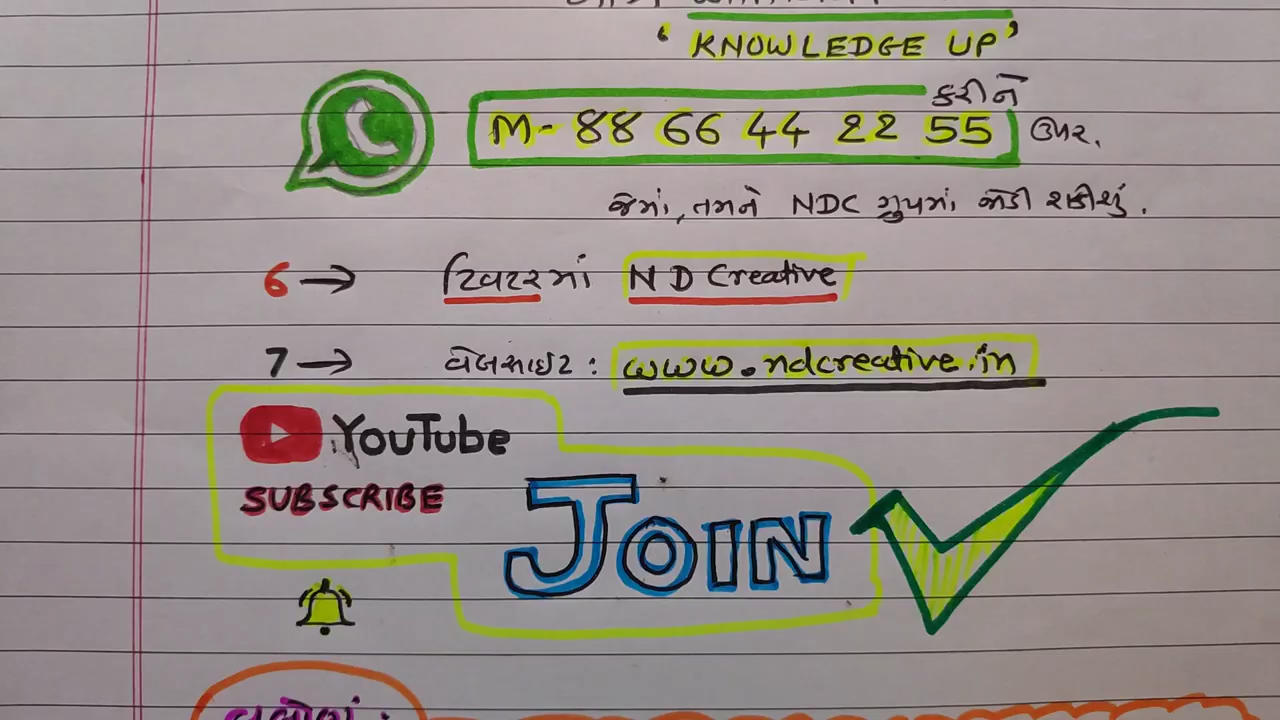 ‘ KNOWLEDGE UP’
કરીને
M- 88 66 44 22 55 ઉપર.
જેમાં, તમને NDC ગ્રુપમાં જોડી શકીશું.
6 → ટ્વિટરમાં N D Creative
7 → વેબસાઈટ : www.ndcreative.in
YouTube
SUBSCRIBE
JOIN